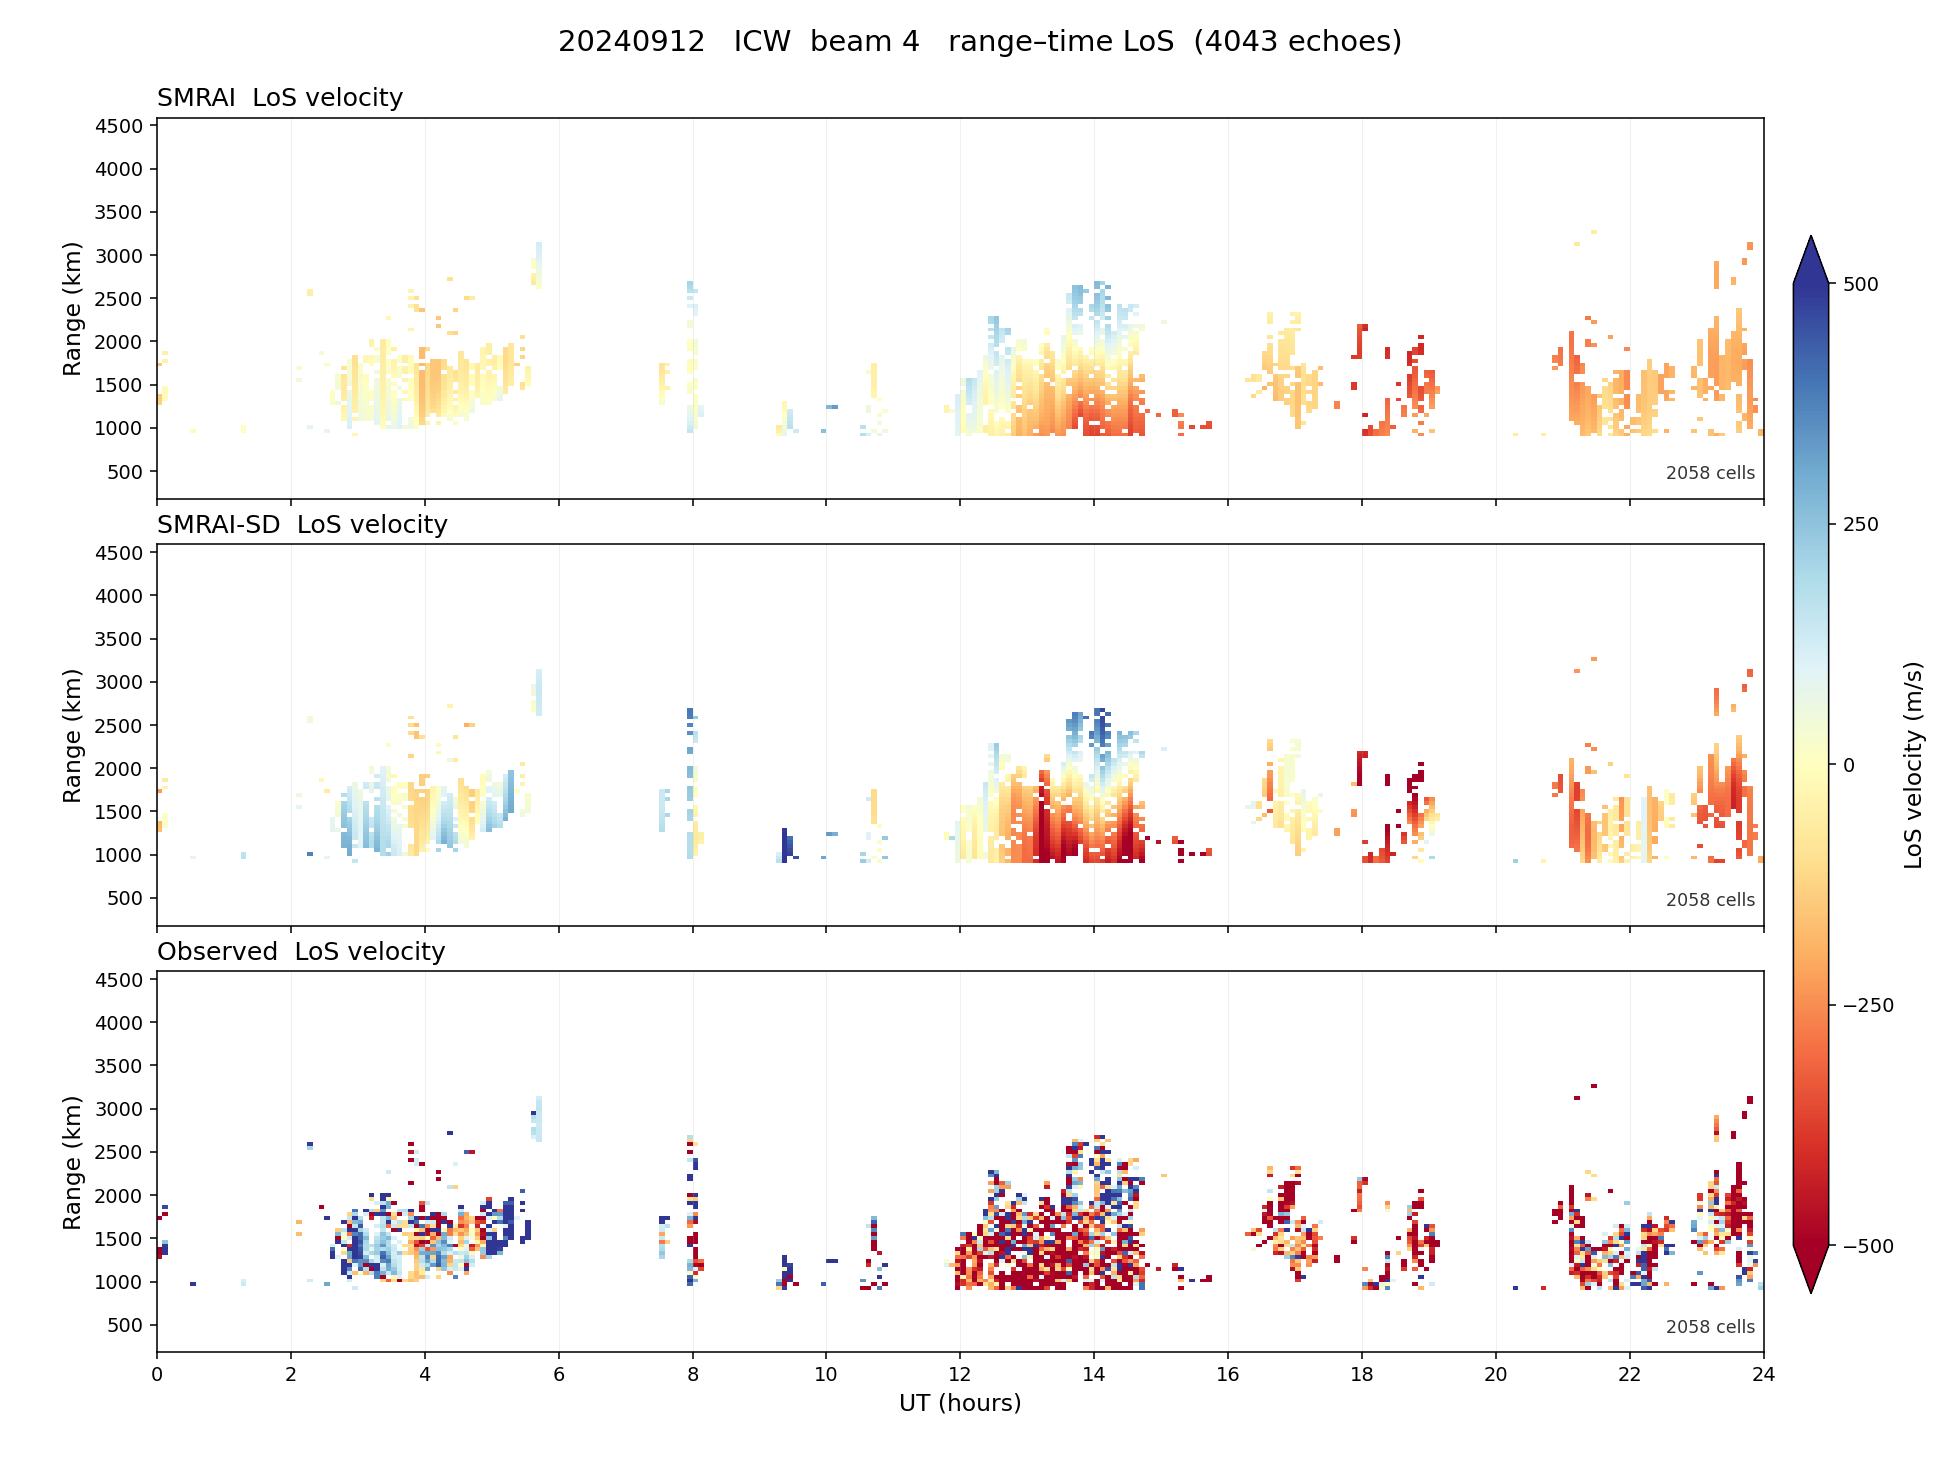 20240912   ICW  beam 4   range–time LoS  (4043 echoes)
SMRAI  LoS velocity
4500
4000
3500
3000
2500
2000
1500
1000
500
Range (km)
2058 cells
SMRAI-SD  LoS velocity
4500
4000
3500
3000
2500
2000
1500
1000
500
Range (km)
2058 cells
Observed  LoS velocity
4500
4000
3500
3000
2500
2000
1500
1000
500
Range (km)
2058 cells
0 2 4 6 8 10 12 14 16 18 20 22 24
UT (hours)
500
250
0
−250
−500
LoS velocity (m/s)